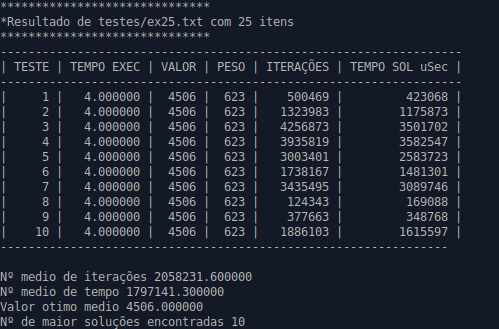 ******************************
*Resultado de testes/ex25.txt com 25 itens
******************************
------------------------------------------------------------------
| TESTE | TEMPO EXEC | VALOR | PESO | ITERAÇÕES | TEMPO SOL uSec |
------------------------------------------------------------------
| 1 | 4.000000 | 4506 | 623 | 500469 | 423068 |
| 2 | 4.000000 | 4506 | 623 | 1323983 | 1175873 |
| 3 | 4.000000 | 4506 | 623 | 4256873 | 3501702 |
| 4 | 4.000000 | 4506 | 623 | 3935819 | 3582547 |
| 5 | 4.000000 | 4506 | 623 | 3003401 | 2583723 |
| 6 | 4.000000 | 4506 | 623 | 1738167 | 1481301 |
| 7 | 4.000000 | 4506 | 623 | 3435495 | 3089746 |
| 8 | 4.000000 | 4506 | 623 | 124343 | 169088 |
| 9 | 4.000000 | 4506 | 623 | 377663 | 348768 |
| 10 | 4.000000 | 4506 | 623 | 1886103 | 1615597 |
----------------------------------------------------------------
Nº medio de iterações 2058231.600000
Nº medio de tempo 1797141.300000
Valor otimo medio 4506.000000
Nº de maior soluções encontradas 10